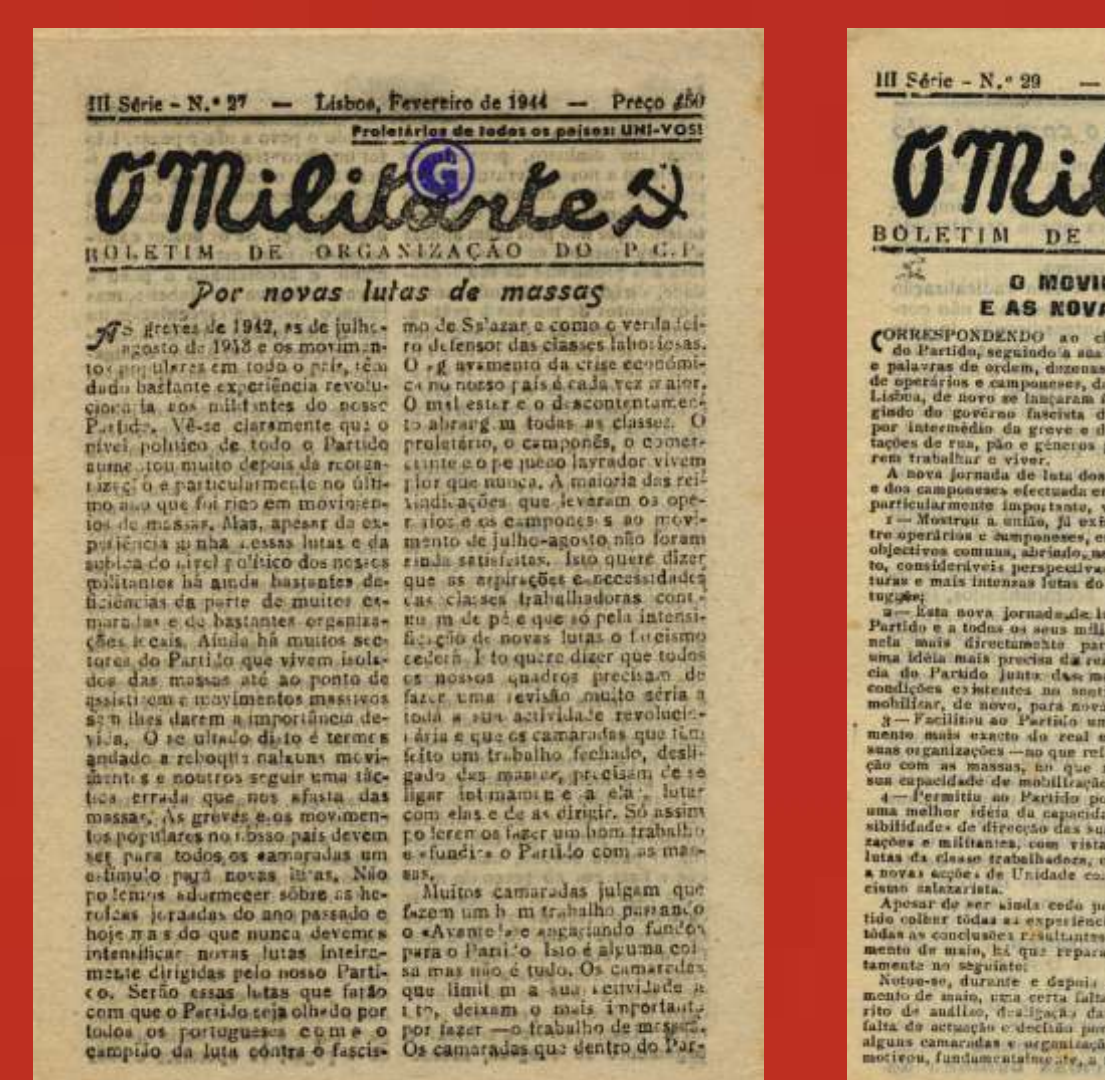 III Série - N.º 27 — Lisboa, Fevereiro de 1944 — Preço $50
Proletários de todos os países: UNI-VOS!
O Militante
G
BOLETIM DE ORGANIZAÇÃO DO P.C.P.
Por novas lutas de massas
AS greves de 1942, as de julho-
agosto de 1943 e os movimen-
tos populares em todo o país, têm
dado bastante experiência revolu-
cionária aos militantes do nosso
Partido. Vê-se claramente que o
nível político de todo o Partido
aumentou muito depois da reorga-
nização e particularmente no últi-
mo ano que foi rico em movimen-
tos de massas. Mas, apesar da ex-
periência ganha nessas lutas e da
subida do nível político dos nossos
militantes há ainda bastantes de-
ficiências da parte de muitos ca-
maradas e de bastantes organiza-
ções locais. Ainda há muitos sec-
tores do Partido que vivem isola-
dos das massas até ao ponto de
assistirem a movimentos massivos
sem lhes darem a importância de-
vida. O resultado disto é termos
andado a reboque nalguns movi-
mentos e noutros seguir uma tác-
tica errada que nos afasta das
massas. As greves e os movimen-
tos populares no nosso país devem
ser para todos os camaradas um
estímulo para novas lutas. Não
podemos adormecer sôbre as he-
roicas jornadas do ano passado e
hoje mais do que nunca devemos
intensificar novas lutas inteira-
mente dirigidas pelo nosso Parti-
do. Serão essas lutas que farão
com que o Partido seja olhado por
todos os portugueses como o
campião da luta contra o fascis-
mo de Salazar e como o verdadei-
ro defensor das classes laboriosas.
O agravamento da crise económi-
ca no nosso país é cada vez maior.
O mal estar e o descontentamen-
to abrangem todas as classes. O
proletário, o camponês, o comer-
ciante e o pequeno lavrador vivem
pior que nunca. A maioria das rei-
vindicações que levaram os ope-
rários e os camponeses ao movi-
mento de julho-agosto não foram
ainda satisfeitas. Isto quere dizer
que as aspirações e necessidades
das classes trabalhadoras conti-
nuam de pé e que só pela intensi-
ficação de novas lutas o fascismo
cederá. Isto quere dizer que todos
os nossos quadros precisam de
fazer uma revisão muito séria a
toda a sua actividade revolucio-
nária e que os camaradas que têm
feito um trabalho fechado, desli-
gado das massas, precisam de se
ligar intimamente a elas, lutar
com elas e de as dirigir. Só assim
poderemos fazer um bom trabalho
e «fundir» o Partido com as mas-
sas.
Muitos camaradas julgam que
fazem um bom trabalho passando
o «Avante!» e angariando fundos
para o Partido. Isto é alguma coi-
sa mas não é tudo. Os camaradas
que limitam a sua actividade a
isto, deixam o mais importante
por fazer — o trabalho de massas.
Os camaradas que dentro do Par-
III Série - N.º 29 —
O Mil
BOLETIM DE
O MOVI
E AS NOVA
CORRESPONDENDO ao
do Partido, seguindo a sua
e palavras de ordem, dezenas
de operários e camponeses, d
Lisboa, de novo se lançaram
gindo do govêrno fascista d
por intermédio da greve e d
tações de rua, pão e géneros
rem trabalhar e viver.
A nova jornada de luta dos
e dos camponeses efectuada em
particularmente importante,
1 — Mostrou a união, já exi
tre operários e camponeses, e
objectivos comuns, abrindo,
to, consideráveis perspectiva
turas e mais intensas lutas do
tuguês;
2 — Esta nova jornada de l
Partido e a todos os seus mili
nela mais directamente par
uma idéia mais precisa da
cia do Partido junto das
condições existentes no sent
mobilizar, de novo, para nova
3 — Facilitou ao Partido um
mento mais exacto do real e
suas organizações — no que ref
ção com as massas, no que
sua capacidade de mobilização
4 — Permitiu ao Partido po
uma melhor idéia da capacida
sibilidades de direcção das su
zações e militantes, com vista
lutas da classe trabalhadora,
a novas acções de Unidade co
cismo salazarista.
Apesar de ser ainda cedo p
tido colher tôdas as experiênc
tôdas as conclusões resultantes
mento de maio, há que repara
tamente no seguinte:
Notou-se, durante e depois
mento de maio, uma certa falta
rito de análise, desligação da
falta de actuação e decisão por
alguns camaradas e organizaç
motivou, fundamentalmente, a